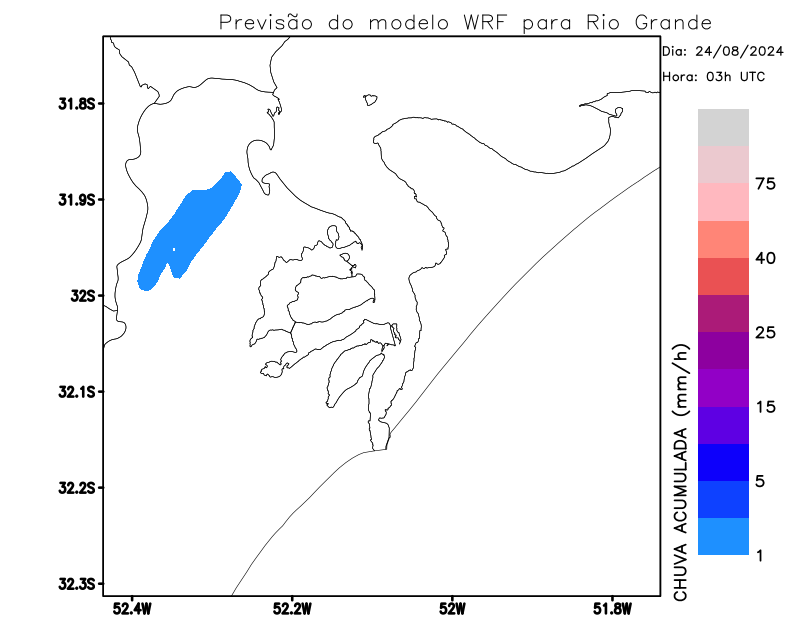 Previsão do modelo WRF para Rio Grande
Dia: 24/08/2024
Hora: 03h UTC
31.8S
31.9S
32S
32.1S
32.2S
32.3S
52.4W
52.2W
52W
51.8W
CHUVA ACUMULADA (mm/h)
75
40
25
15
5
1